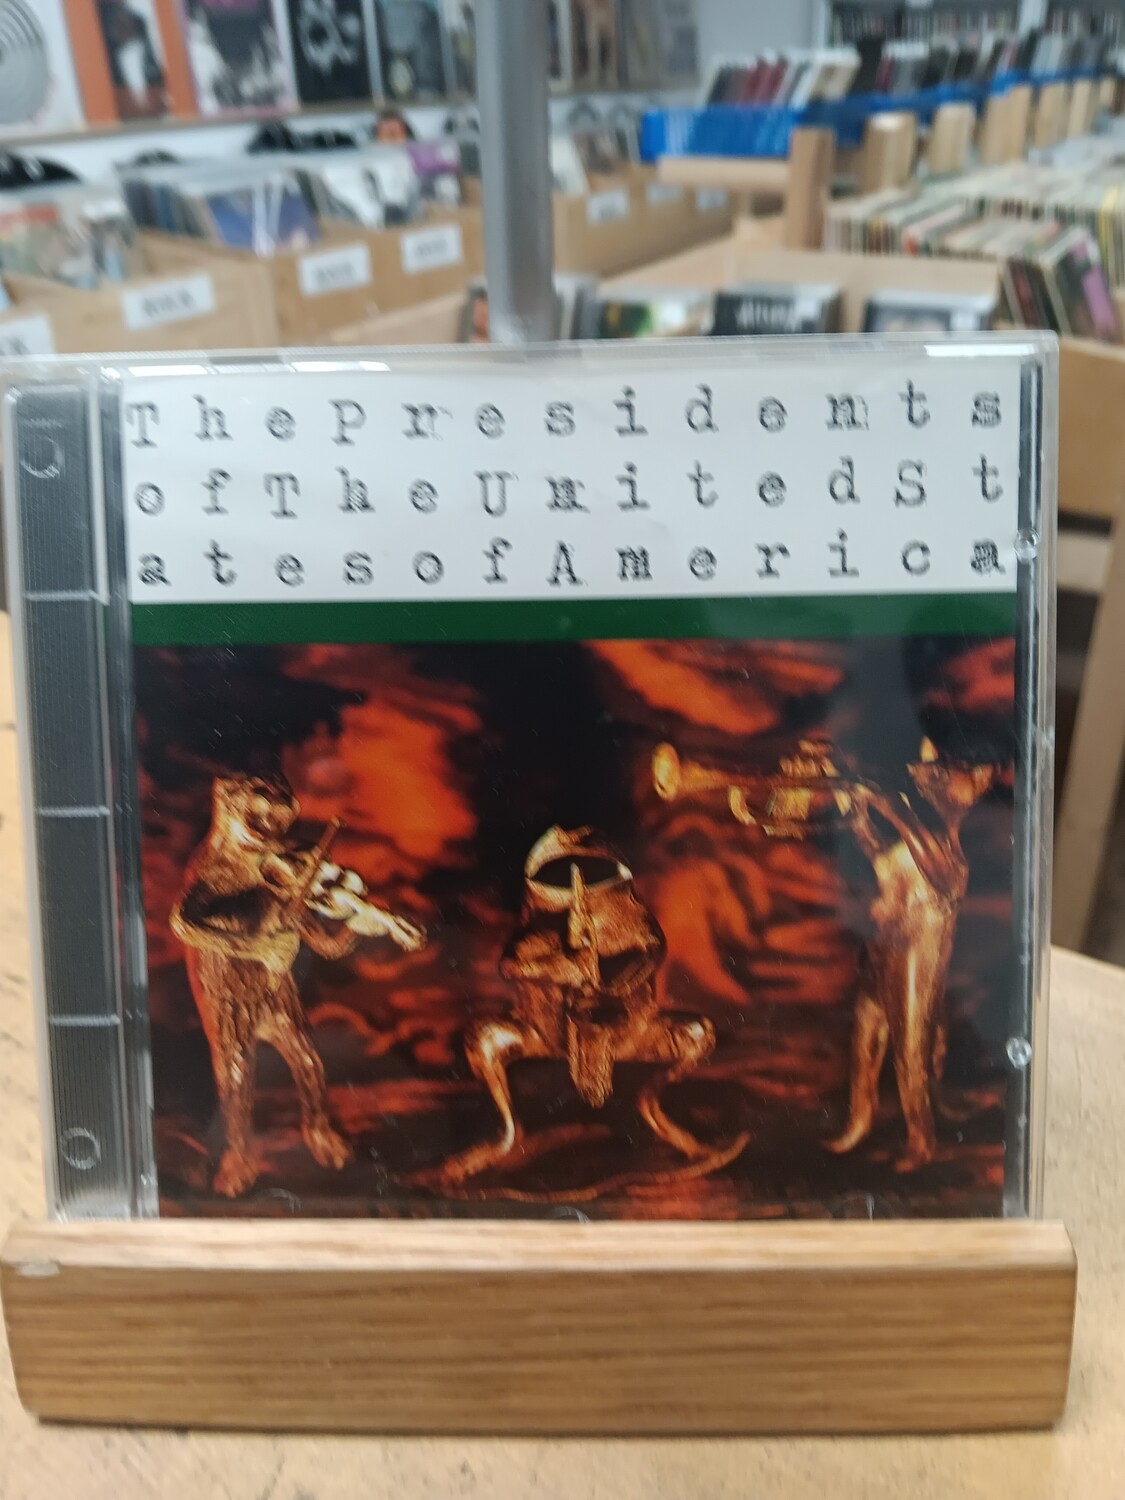 ThePresidents
ofTheUnitedSt
atesofAmerica